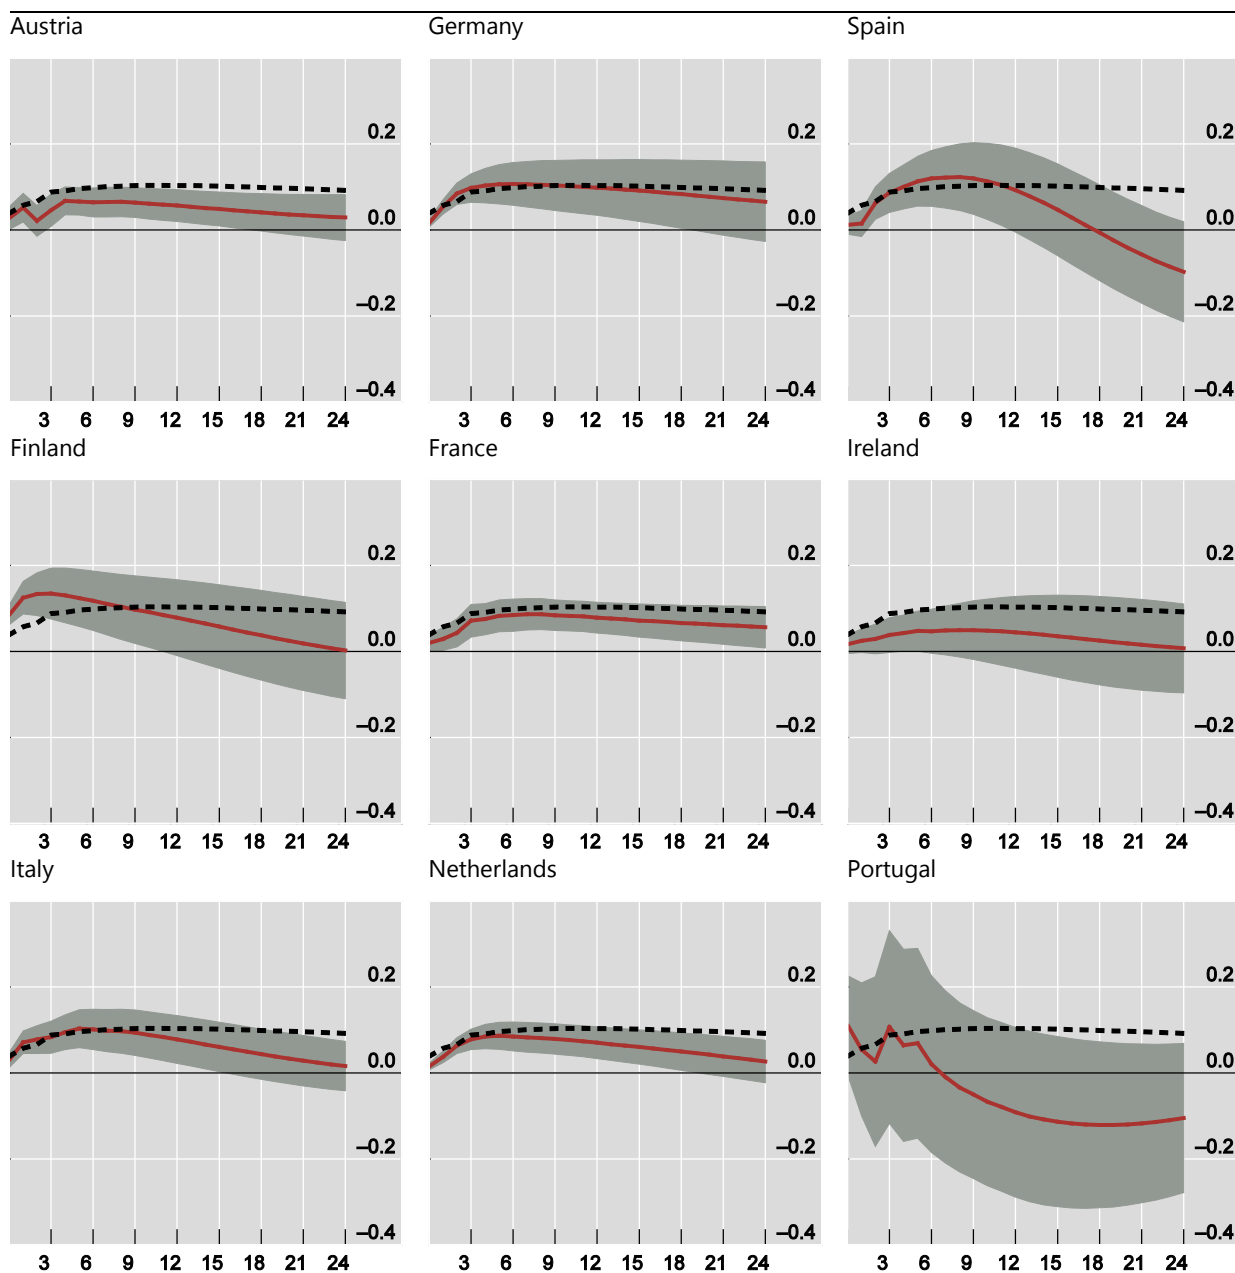 Austria Germany Spain
0.2 0.2 0.2
0.0 0.0 0.0
–0.2 –0.2 –0.2
–0.4 –0.4 –0.4
3 6 9 12 15 18 21 24 3 6 9 12 15 18 21 24 3 6 9 12 15 18 21 24
Finland France Ireland
0.2 0.2 0.2
0.0 0.0 0.0
–0.2 –0.2 –0.2
–0.4 –0.4 –0.4
3 6 9 12 15 18 21 24 3 6 9 12 15 18 21 24 3 6 9 12 15 18 21 24
Italy Netherlands Portugal
0.2 0.2 0.2
0.0 0.0 0.0
–0.2 –0.2 –0.2
–0.4 –0.4 –0.4
3 6 9 12 15 18 21 24 3 6 9 12 15 18 21 24 3 6 9 12 15 18 21 24